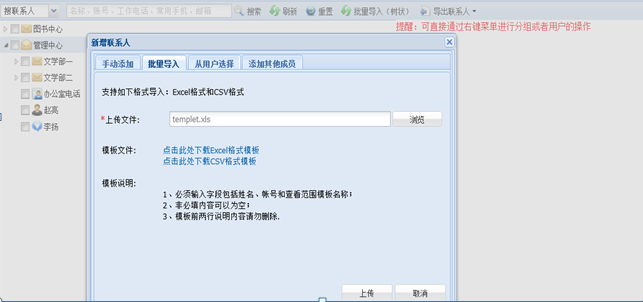 搜联系人 名称、帐号、工作电话、常用手机、邮箱 搜索 刷新 重置 批量导入（树状） 导出联系人
提醒：可直接通过右键菜单进行分组或者用户的操作
图书中心
管理中心
文学部一
文学部二
办公室电话
赵高
李扬
新增联系人
手动添加 批量导入 从用户选择 添加其他成员
支持如下格式导入：Excel格式和CSV格式
*上传文件: templet.xls 浏览
模板文件: 点击此处下载Excel格式模板
点击此处下载CSV格式模板
模板说明:
1、必须输入字段包括姓名、帐号和查看范围模板名称;
2、非必填内容可以为空;
3、模板前两行说明内容请勿删除.
上传 取消